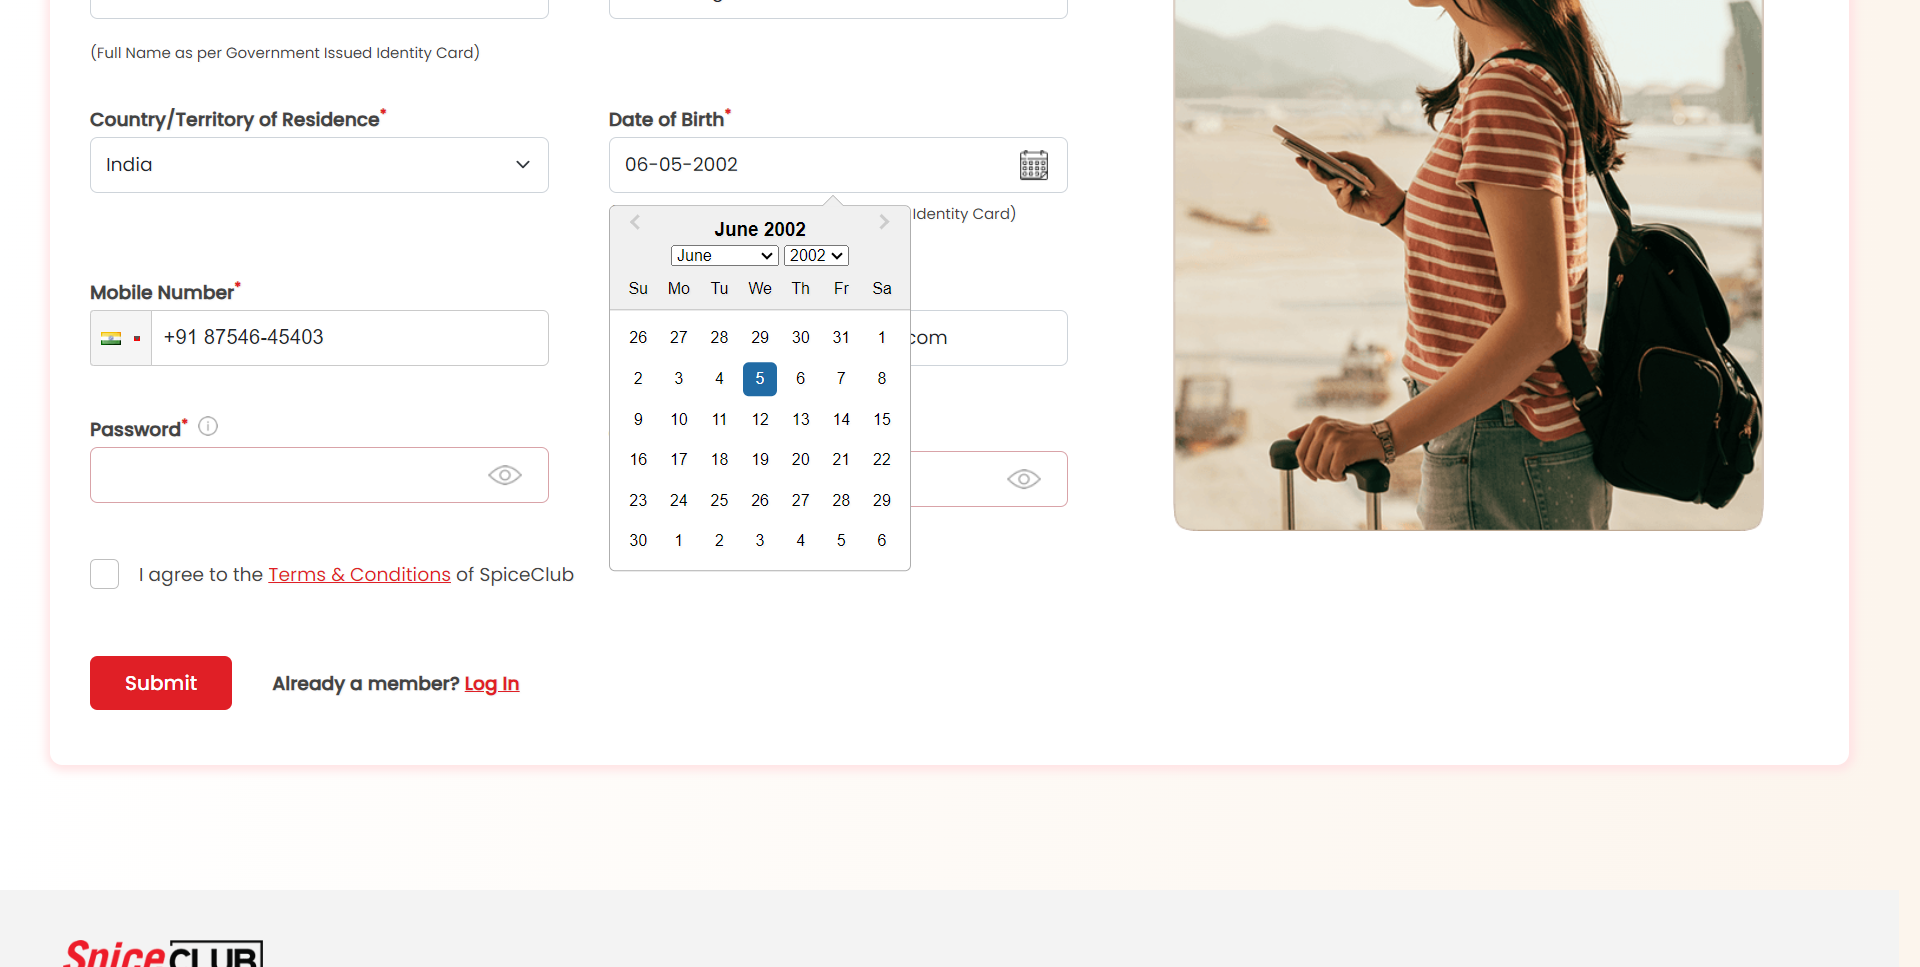 (Full Name as per Government Issued Identity Card)
Country/Territory of Residence*
Date of Birth*
India
06-05-2002
Identity Card)
June 2002
June 2002
Su Mo Tu We Th Fr Sa
26 27 28 29 30 31 1
2 3 4 5 6 7 8
9 10 11 12 13 14 15
16 17 18 19 20 21 22
23 24 25 26 27 28 29
30 1 2 3 4 5 6
Mobile Number*
+91 87546-45403
com
Password*
I agree to the Terms & Conditions of SpiceClub
Submit
Already a member? Log In
Spice CLUB